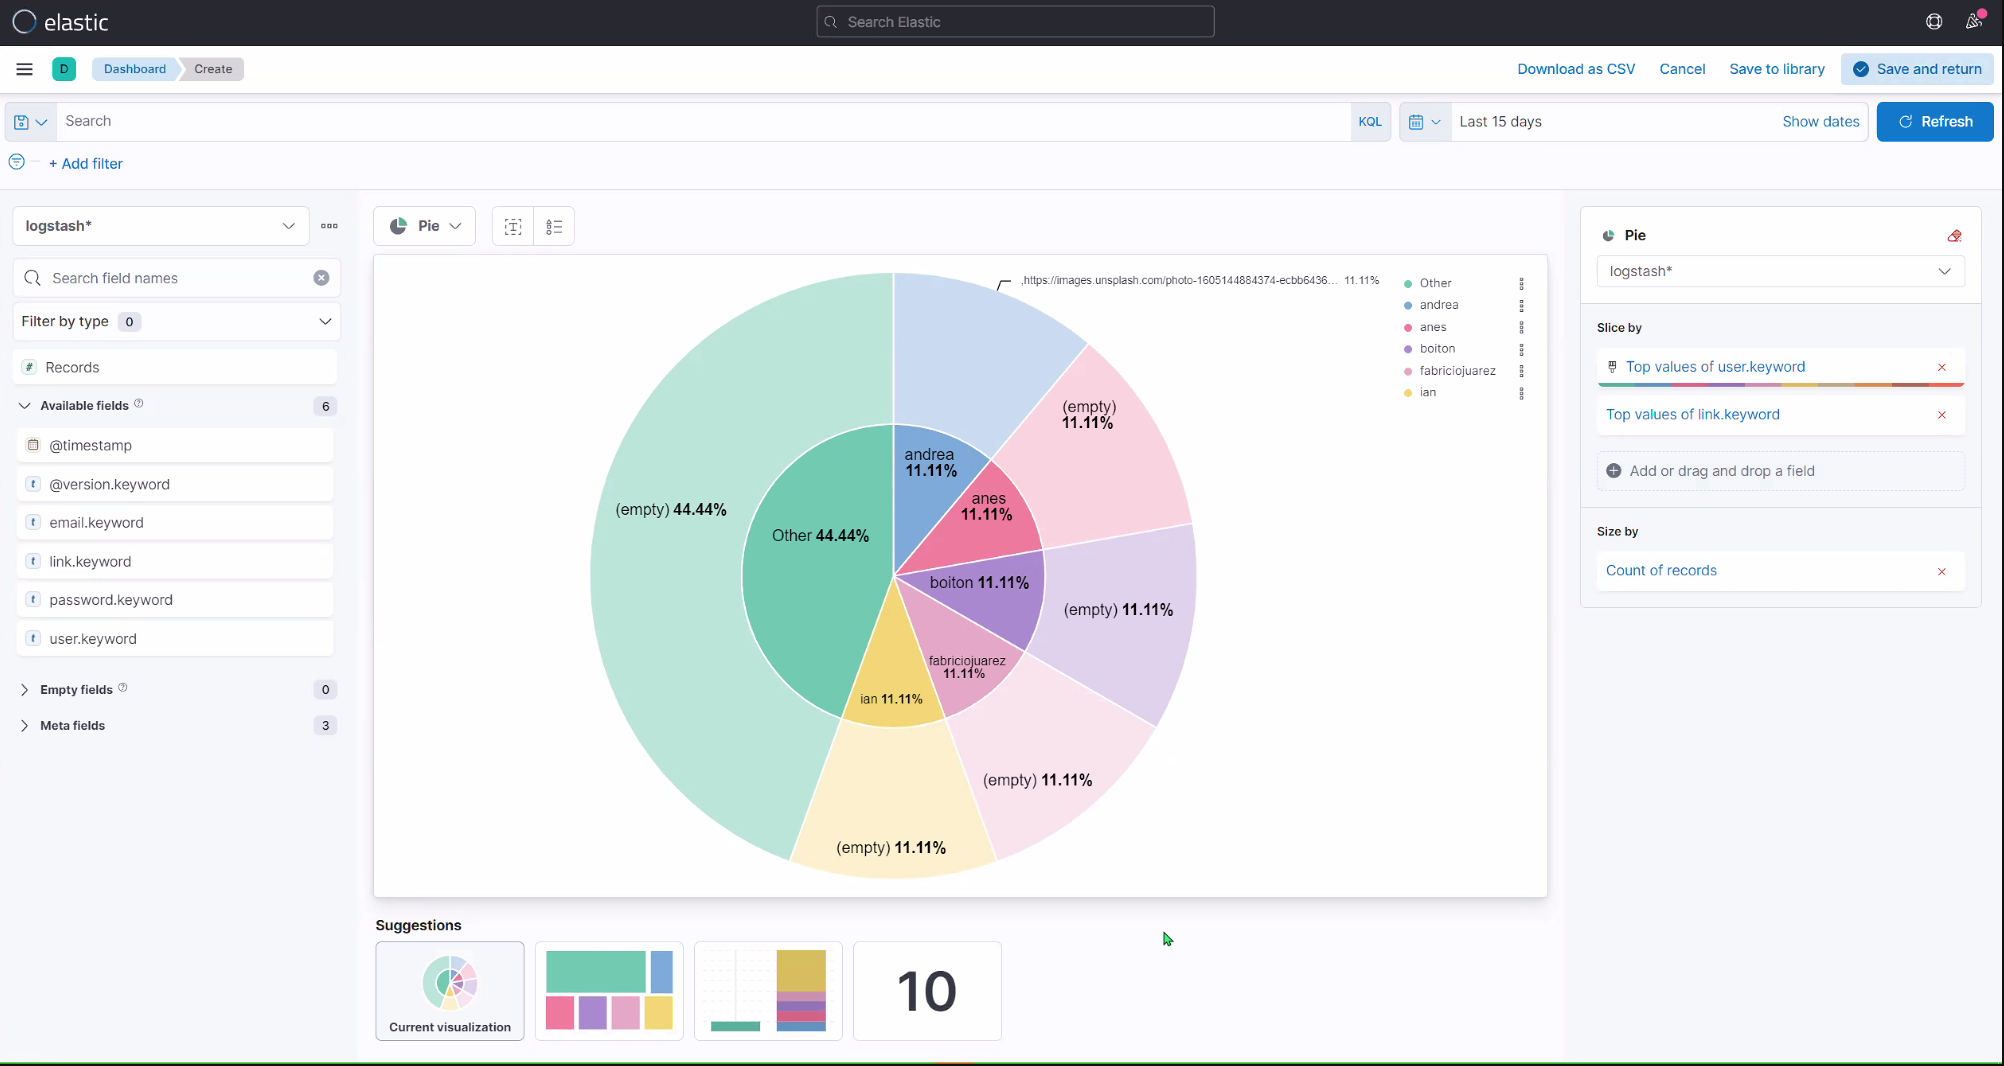 elastic
Search Elastic
D
Dashboard
Create
Download as CSV
Cancel
Save to library
Save and return
Search
KQL
Last 15 days
Show dates
Refresh
+ Add filter
logstash*
Search field names
Filter by type 0
# Records
Available fields 6
@timestamp
t @version.keyword
t email.keyword
t link.keyword
t password.keyword
t user.keyword
Empty fields 0
Meta fields 3
Pie
,https://images.unsplash.com/photo-1605144884374-ecbb6436... 11.11%
(empty)
11.11%
andrea
11.11%
anes
11.11%
(empty) 44.44%
Other 44.44%
boiton 11.11%
(empty) 11.11%
fabriciojuarez
11.11%
ian 11.11%
(empty) 11.11%
(empty) 11.11%
Other
andrea
anes
boiton
fabriciojuarez
ian
Suggestions
Current visualization
10
Pie
logstash*
Slice by
Top values of user.keyword
Top values of link.keyword
Add or drag and drop a field
Size by
Count of records